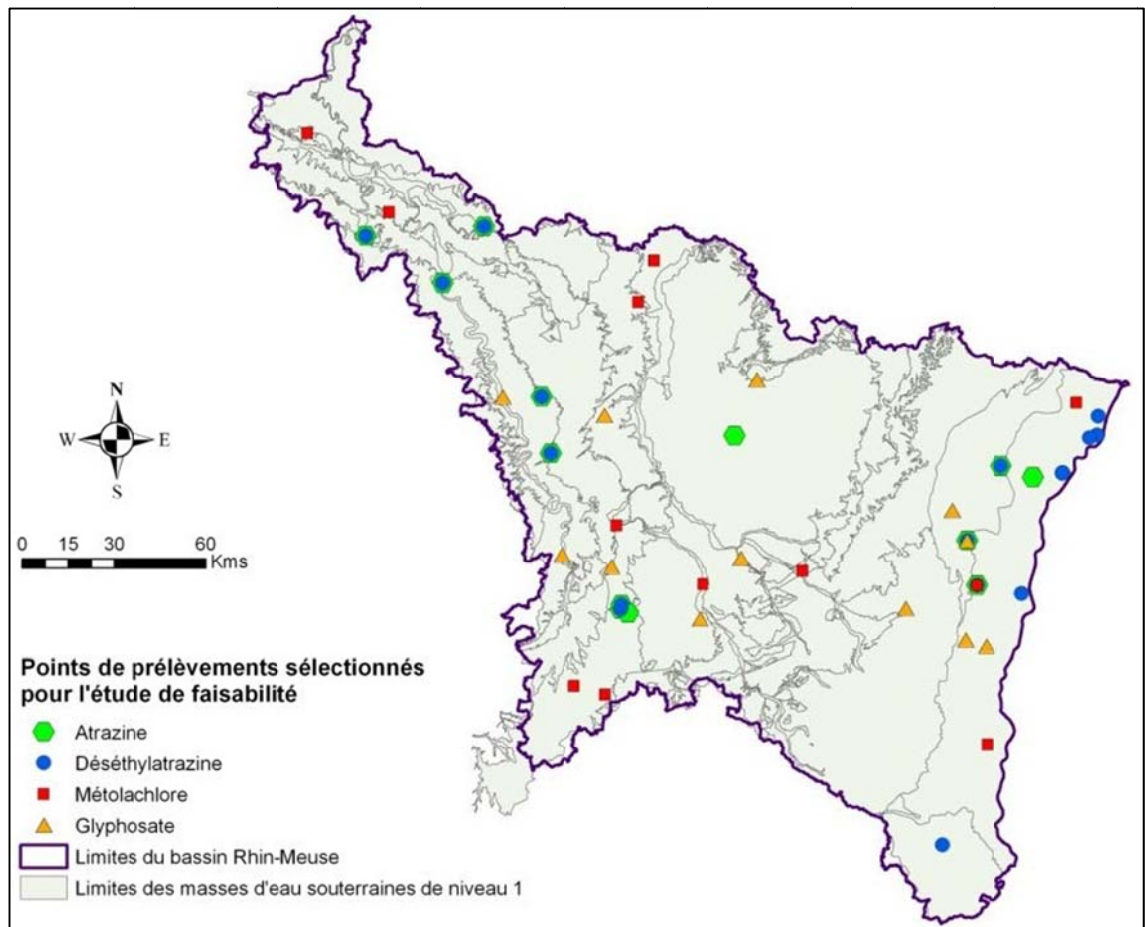 N
W
E
S
0 15 30 60
Kms
Points de prélèvements sélectionnés
pour l'étude de faisabilité
Atrazine
Déséthylatrazine
Métolachlore
Glyphosate
Limites du bassin Rhin-Meuse
Limites des masses d'eau souterraines de niveau 1